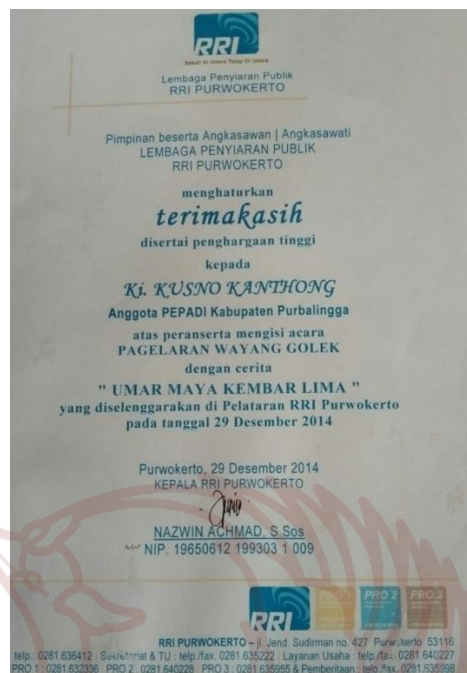 RRI
Sekali Di Udara Tetap Di Udara
Lembaga Penyiaran Publik
RRI PURWOKERTO
Pimpinan beserta Angkasawan | Angkasawati
LEMBAGA PENYIARAN PUBLIK
RRI PURWOKERTO
menghaturkan
terimakasih
disertai penghargaan tinggi
kepada
Ki. KUSNO KANTHONG
Anggota PEPADI Kabupaten Purbalingga
atas peranserta mengisi acara
PAGELARAN WAYANG GOLEK
dengan cerita
" UMAR MAYA KEMBAR LIMA "
yang diselenggarakan di Pelataran RRI Purwokerto
pada tanggal 29 Desember 2014
Purwokerto, 29 Desember 2014
KEPALA RRI PURWOKERTO
NAZWIN ACHMAD, S.Sos
NIP. 19650612 199303 1 009
RRI PRO 1 PRO 2 PRO 3
RRI PURWOKERTO – jl. Jend. Sudirman no. 427 Purwokerto 53116
telp.: 0281.636412 Sekretariat & TU : telp./fax. 0281.635222 Layanan Usaha : telp./fax. 0281.640227
PRO 1 : 0281.632336 PRO 2 : 0281.640228 PRO 3 : 0281.635955 & Pemberitaan : telp./fax. 0281.635998